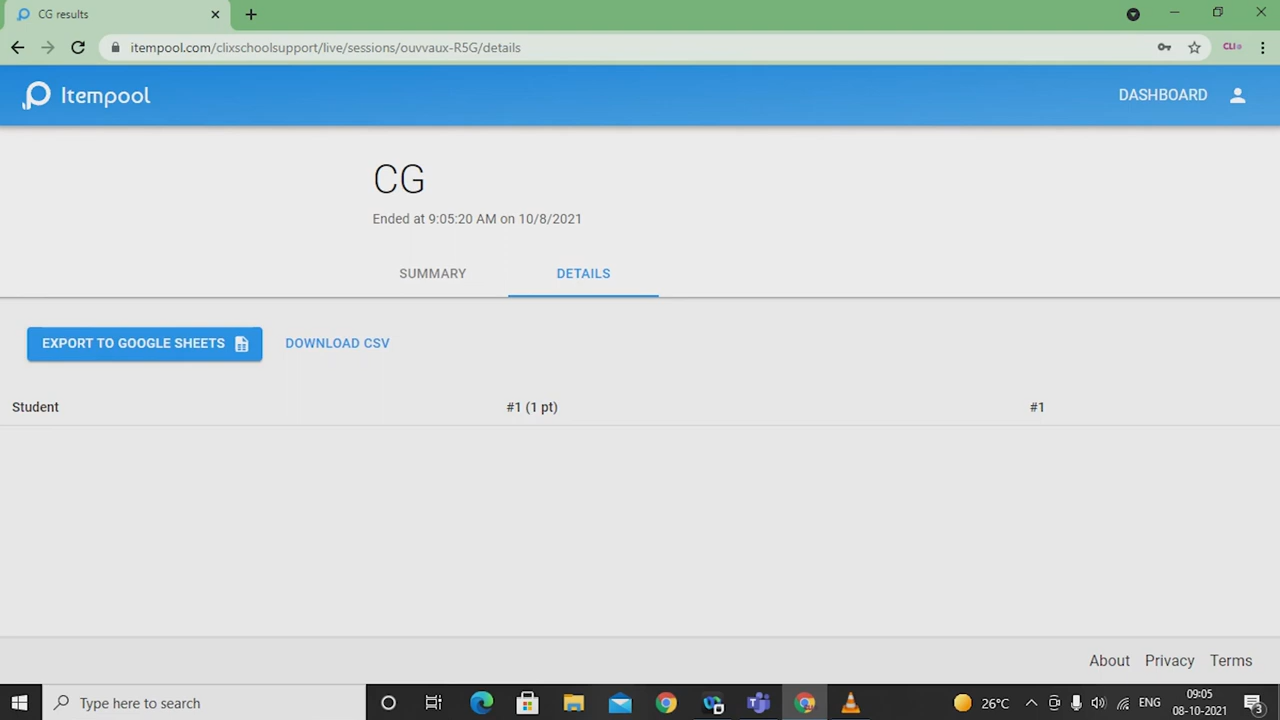 CG results
itempool.com/clixschoolsupport/live/sessions/ouvvaux-R5G/details
Itempool
DASHBOARD
CG
Ended at 9:05:20 AM on 10/8/2021
SUMMARY DETAILS
EXPORT TO GOOGLE SHEETS DOWNLOAD CSV
Student #1 (1 pt) #1
About Privacy Terms
Type here to search
26°C ENG 09:05
08-10-2021
3